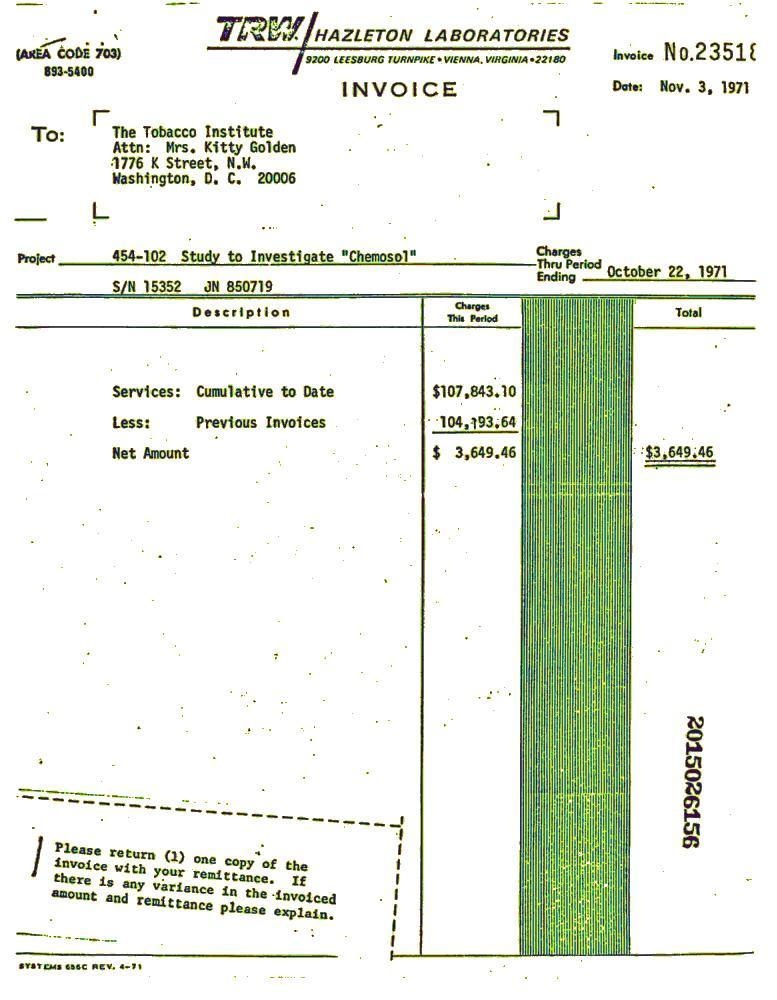 TRW. HAZLETON LABORATORIES
9200 LEESBURG TURNPIKE • VIENNA, VIRGINIA • 22180
(AREA CODE 703)
893-5400
INVOICE
Invoice No.23518
Date: Nov. 3, 1971
To:
The Tobacco Institute
Attn: Mrs. Kitty Golden
1776 K Street, N.W.
Washington, D. C. 20006
Project 454-102 Study to Investigate "Chemosol"
S/N 15352 JN 850719
Charges
Thru Period
Ending October 22, 1971
Description
Charges
This Period
Total
Services: Cumulative to Date $107,843.10
Less: Previous Invoices 104,193.64
Net Amount $ 3,649.46 $3,649.46
2015026156
Please return (1) one copy of the
invoice with your remittance. If
there is any variance in the invoiced
amount and remittance please explain.
SYSTEMS 656C REV. 4-71